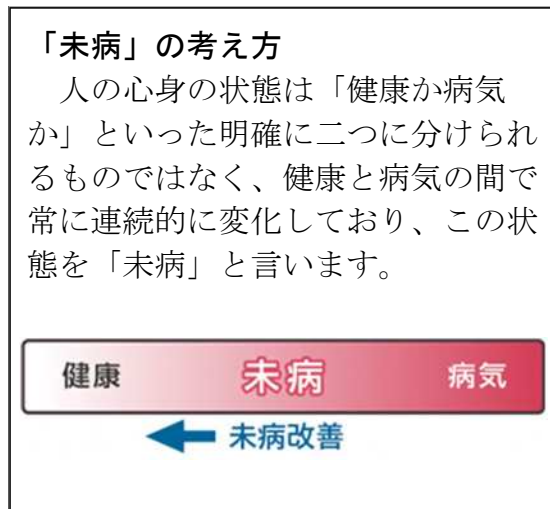 「未病」の考え方
　人の心身の状態は「健康か病気
か」といった明確に二つに分けられ
るものではなく、健康と病気の間で
常に連続的に変化しており、この状
態を「未病」と言います。
健康 未病 病気
未病改善